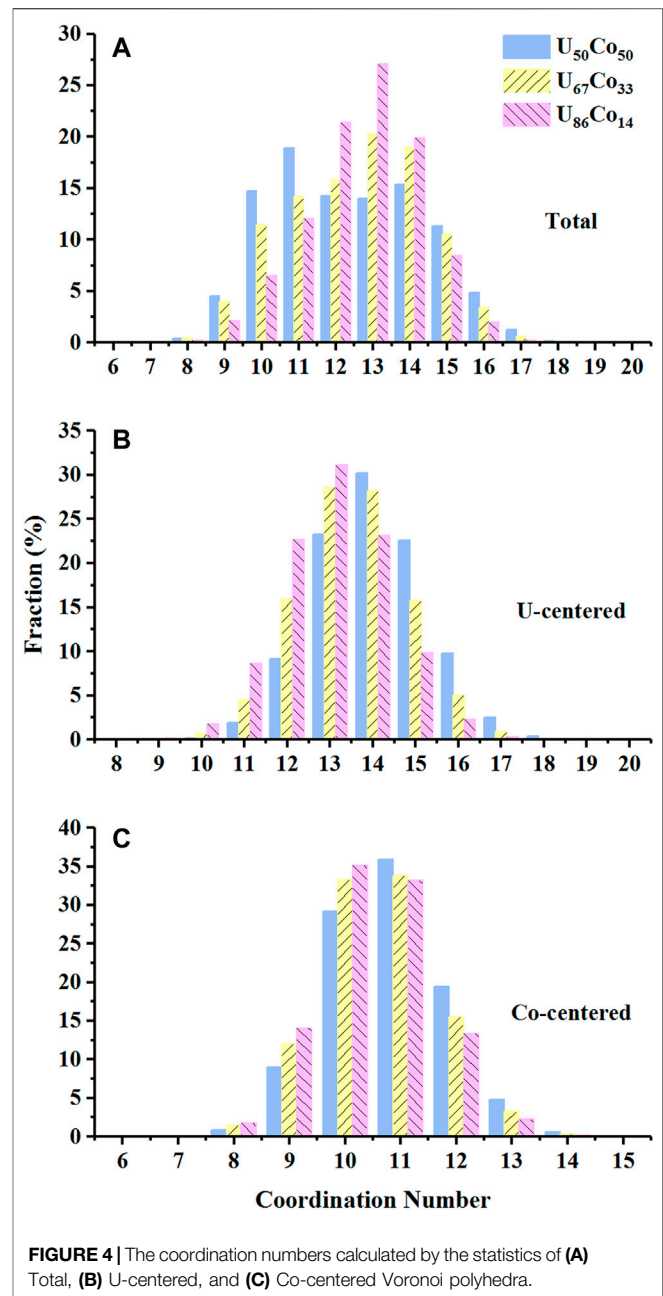 A
U50Co50
U67Co33
U86Co14
Total
30
25
20
15
10
5
0
6 7 8 9 10 11 12 13 14 15 16 17 18 19 20
B
U-centered
35
30
25
20
15
10
5
0
8 9 10 11 12 13 14 15 16 17 18 19 20
Fraction (%)
C
Co-centered
40
35
30
25
20
15
10
5
0
6 7 8 9 10 11 12 13 14 15
Coordination Number
FIGURE 4 | The coordination numbers calculated by the statistics of (A)
Total, (B) U-centered, and (C) Co-centered Voronoi polyhedra.